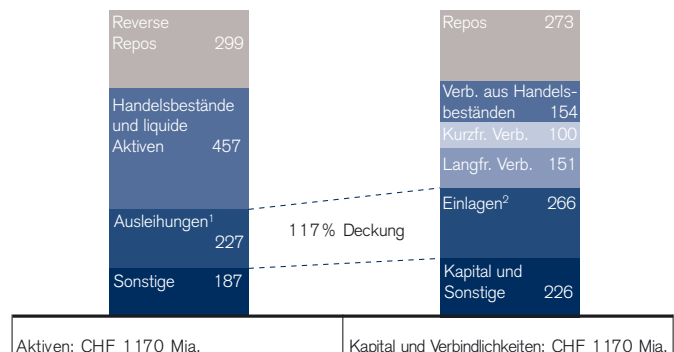 Reverse
Repos 299
Handelsbestände
und liquide
Aktiven 457
Ausleihungen¹
227
Sonstige 187
117% Deckung
Repos 273
Verb. aus Handels-
beständen 154
Kurzfr. Verb. 100
Langfr. Verb. 151
Einlagen² 266
Kapital und
Sonstige 226
Aktiven: CHF 1170 Mia.
Kapital und Verbindlichkeiten: CHF 1170 Mia.